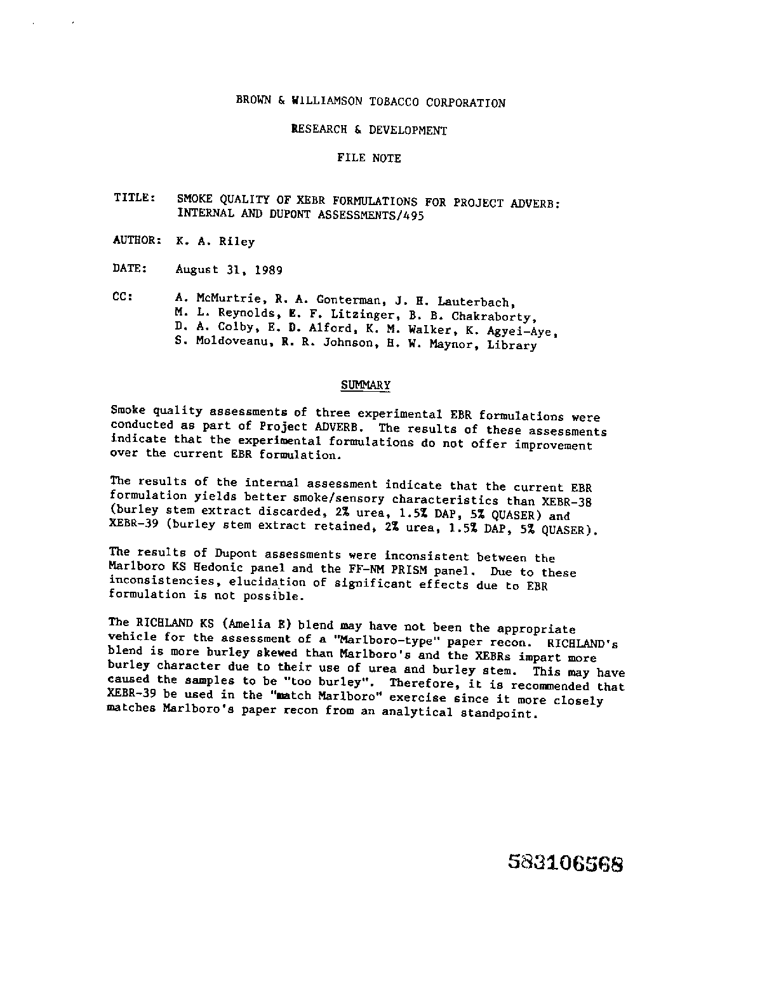 BROWN & WILLIAMSON TOBACCO CORPORATION
RESEARCH & DEVELOPMENT
FILE NOTE
TITLE: SMOKE QUALITY OF XEBR FORMULATIONS FOR PROJECT ADVERB:
INTERNAL AND DUPONT ASSESSMENTS/495
AUTHOR: K. A. Riley
DATE: August 31, 1989
CC: A. McMurtrie, R. A. Gonterman, J. H. Lauterbach,
M. L. Reynolds, E. F. Litzinger, B. B. Chakraborty,
D. A. Colby, E. D. Alford, K. M. Walker, K. Agyei-Aye,
S. Moldoveanu, R. R. Johnson, H. W. Maynor, Library
SUMMARY
Smoke quality assessments of three experimental EBR formulations were
conducted as part of Project ADVERB. The results of these assessments
indicate that the experimental formulations do not offer improvement
over the current EBR formulation.
The results of the internal assessment indicate that the current EBR
formulation yields better smoke/sensory characteristics than XEBR-38
(burley stem extract discarded, 2% urea, 1.5% DAP, 5% QUASER) and
XEBR-39 (burley stem extract retained, 2% urea, 1.5% DAP, 5% QUASER).
The results of Dupont assessments were inconsistent between the
Marlboro KS Hedonic panel and the FF-NM PRISM panel. Due to these
inconsistencies, elucidation of significant effects due to EBR
formulation is not possible.
The RICHLAND KS (Amelia E) blend may have not been the appropriate
vehicle for the assessment of a "Marlboro-type" paper recon. RICHLAND's
blend is more burley skewed than Marlboro's and the XEBRs impart more
burley character due to their use of urea and burley stem. This may have
caused the samples to be "too burley". Therefore, it is recommended that
XEBR-39 be used in the "match Marlboro" exercise since it more closely
matches Marlboro's paper recon from an analytical standpoint.
583106568